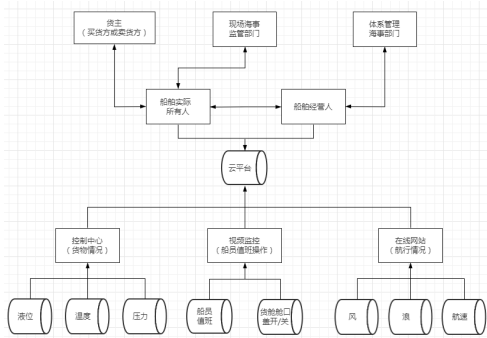 货主
（买货方或卖货方）
现场海事
监管部门
体系管理
海事部门
船舶实际
所有人
船舶经营人
云平台
控制中心
（货物情况）
视频监控
（船员值班操作）
在线网站
（航行情况）
液位
温度
压力
船员
值班
货舱舱口
盖开/关
风
浪
航速